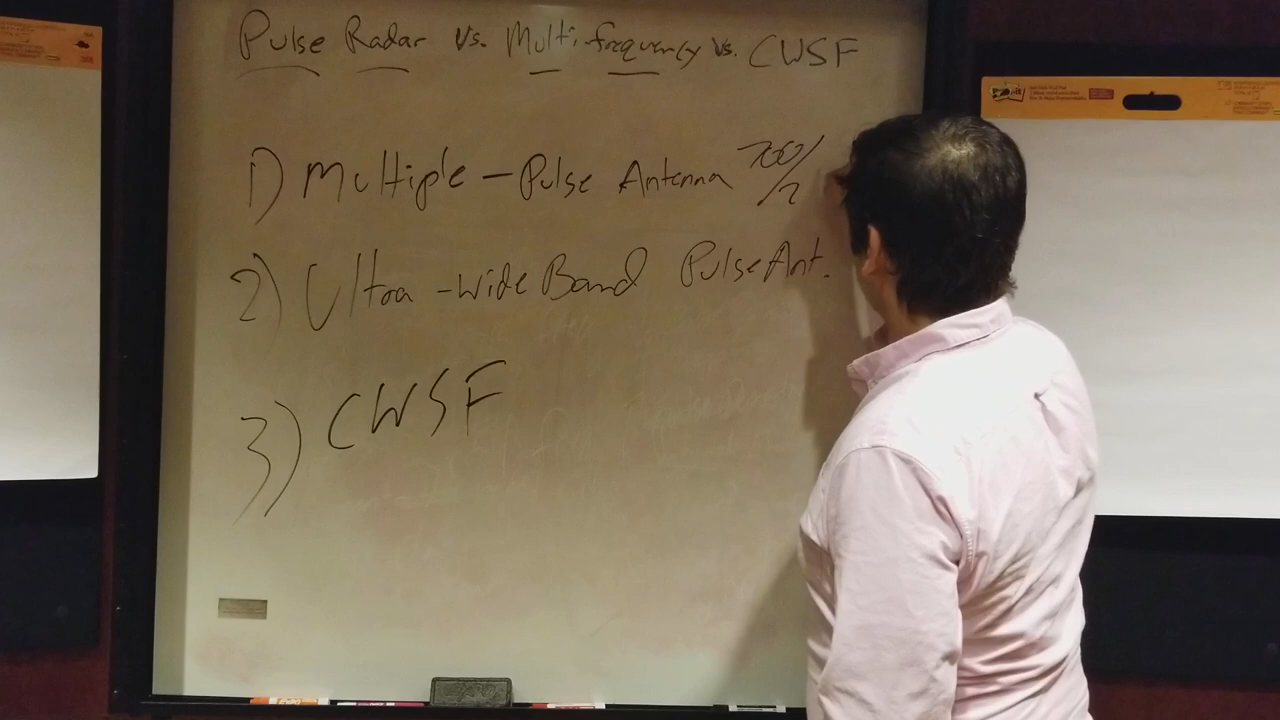 Pulse Radar Vs. Multi-frequency Vs. CWSF
1) Multiple - Pulse Antenna 700/
2) Ultra-wide Band Pulse Ant.
3) CWSF